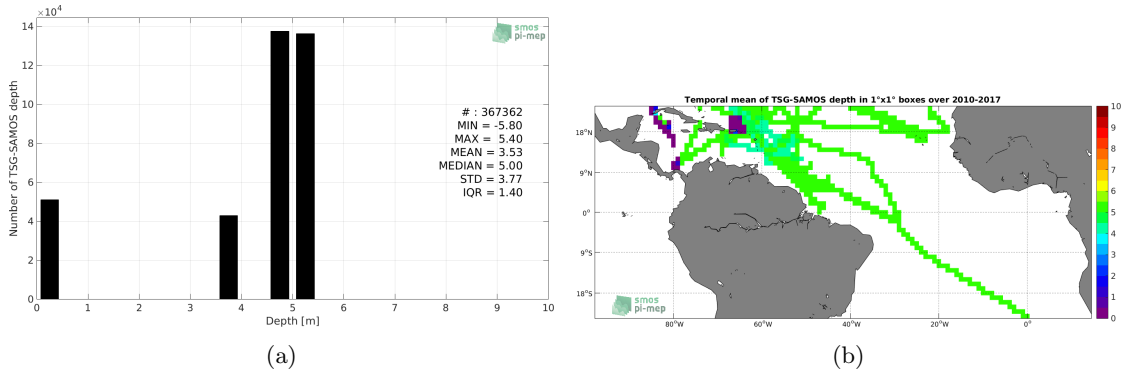 ×10⁴
14
12
10
8
6
4
2
0
Number of TSG-SAMOS depth
smos
pi-mep
# : 367362
MIN = -5.80
MAX = 5.40
MEAN = 3.53
MEDIAN = 5.00
STD = 3.77
IQR = 1.40
0 1 2 3 4 5 6 7 8 9 10
Depth [m]
(a)
Temporal mean of TSG-SAMOS depth in 1°x1° boxes over 2010-2017
18°N
9°N
0°
9°S
18°S
80°W 60°W 40°W 20°W 0°
smos
pi-mep
10
9
8
7
6
5
4
3
2
1
0
(b)